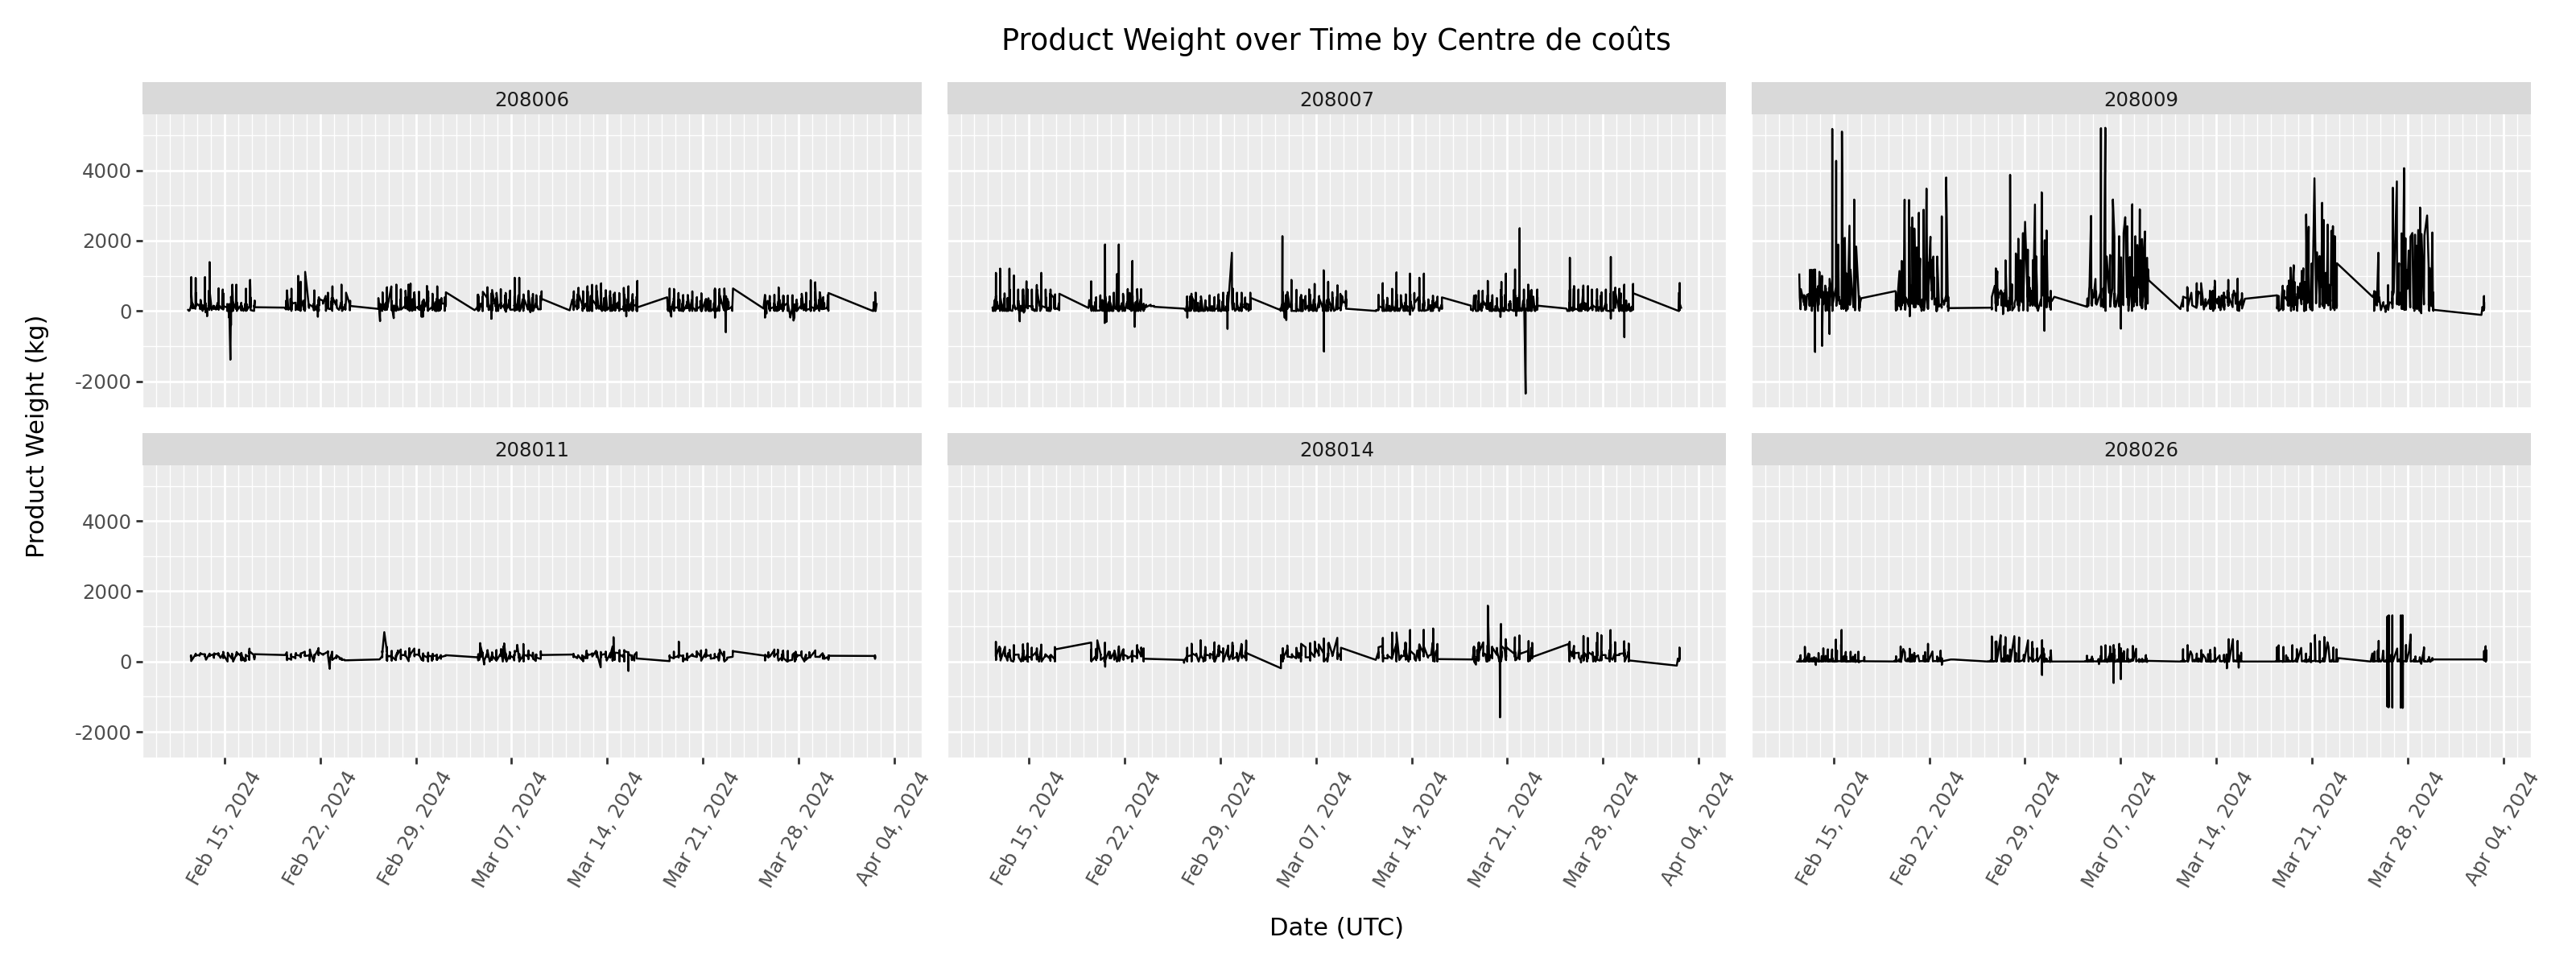 Product Weight over Time by Centre de coûts
208006
208007
208009
4000
2000
0
-2000
208011
208014
208026
4000
2000
0
-2000
Product Weight (kg)
Feb 15, 2024
Feb 22, 2024
Feb 29, 2024
Mar 07, 2024
Mar 14, 2024
Mar 21, 2024
Mar 28, 2024
Apr 04, 2024
Feb 15, 2024
Feb 22, 2024
Feb 29, 2024
Mar 07, 2024
Mar 14, 2024
Mar 21, 2024
Mar 28, 2024
Apr 04, 2024
Feb 15, 2024
Feb 22, 2024
Feb 29, 2024
Mar 07, 2024
Mar 14, 2024
Mar 21, 2024
Mar 28, 2024
Apr 04, 2024
Date (UTC)